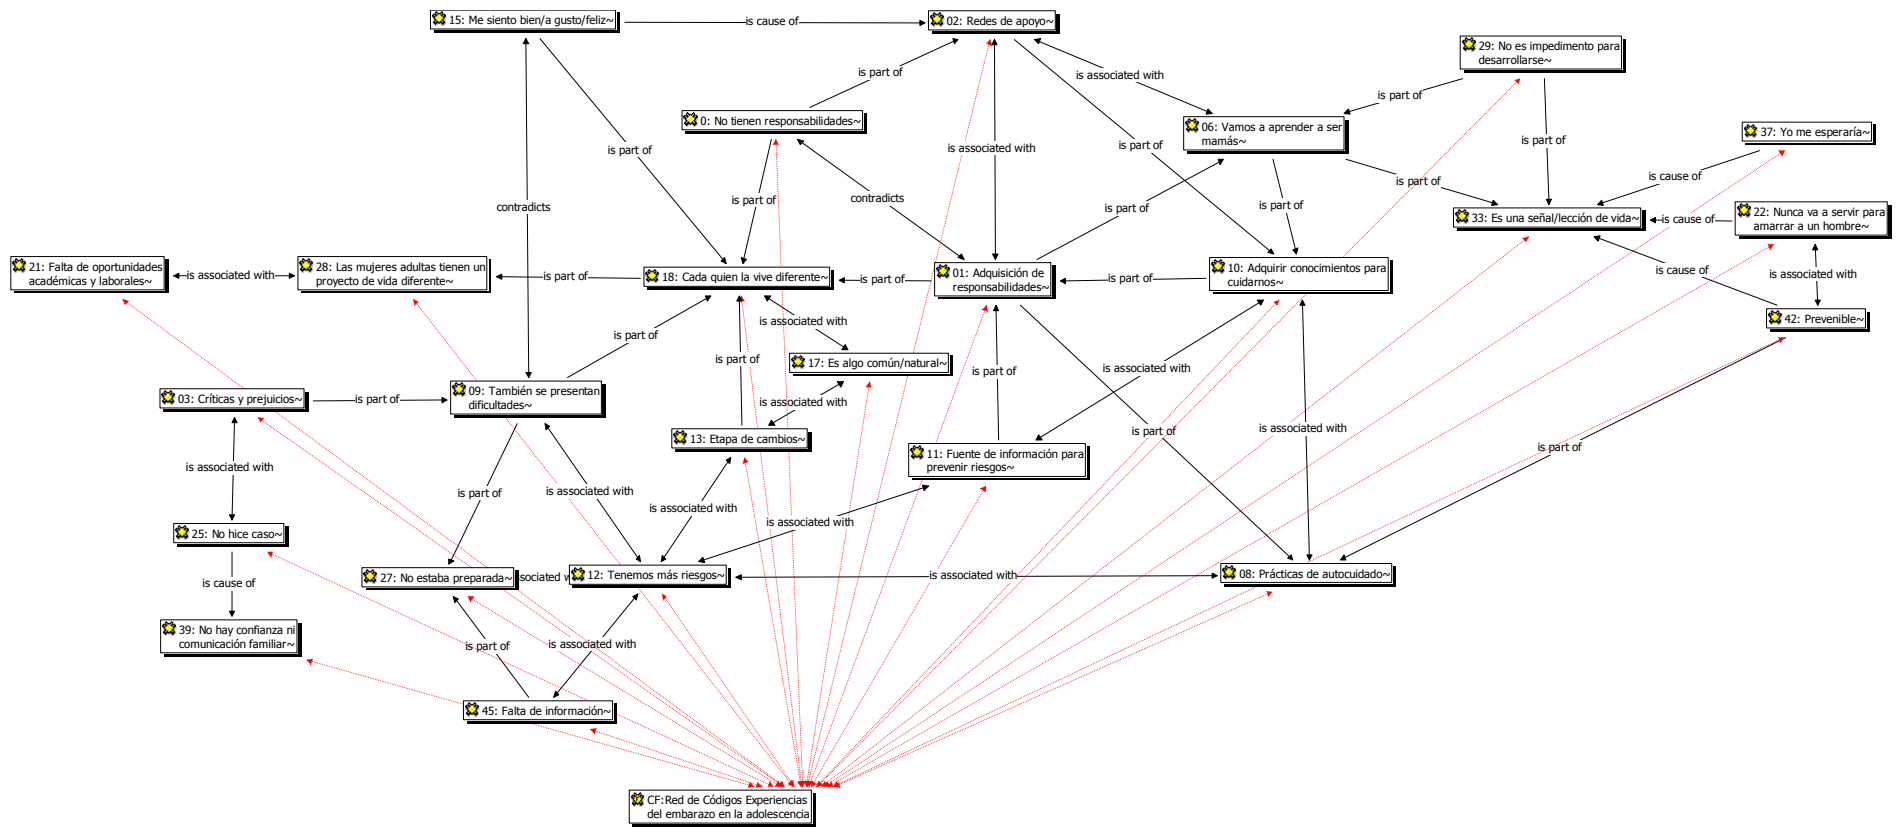 15: Me siento bien/a gusto/feliz~
is cause of
02: Redes de apoyo~
29: No es impedimento para
desarrollarse~
is part of
is associated with
is part of
0: No tienen responsabilidades~
06: Vamos a aprender a ser
mamás~
37: Yo me esperaría~
is part of
is associated with
is part of
is part of
is part of
is cause of
contradicts
is part of
contradicts
is part of
is part of
33: Es una señal/lección de vida~
is cause of
22: Nunca va a servir para
amarrar a un hombre~
21: Falta de oportunidades
académicas y laborales~
is associated with
28: Las mujeres adultas tienen un
proyecto de vida diferente~
is part of
18: Cada quien la vive diferente~
is part of
01: Adquisición de
responsabilidades~
is part of
10: Adquirir conocimientos para
cuidarnos~
is cause of
is associated with
is associated with
42: Prevenible~
is part of
is part of
17: Es algo común/natural~
is part of
is associated with
03: Críticas y prejuicios~
is part of
09: También se presentan
dificultades~
is associated with
13: Etapa de cambios~
is part of
is associated with
is part of
11: Fuente de información para
prevenir riesgos~
is associated with
is part of
is associated with
is associated with
25: No hice caso~
is cause of
27: No estaba preparada~
ssociated w
12: Tenemos más riesgos~
is associated with
08: Prácticas de autocuidado~
39: No hay confianza ni
comunicación familiar~
is part of
is associated with
45: Falta de información~
CF:Red de Códigos Experiencias
del embarazo en la adolescencia